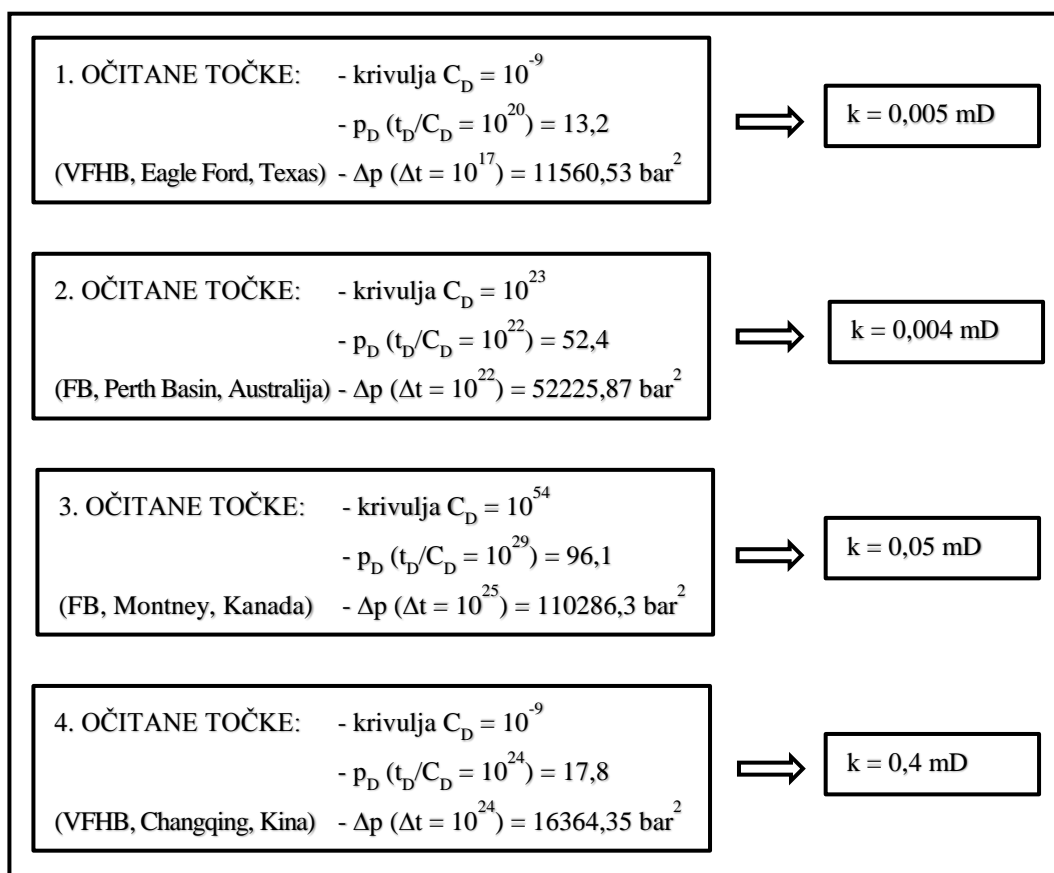 1. OČITANE TOČKE: - krivulja C_D = 10^-9
- p_D (t_D/C_D = 10^20) = 13,2
(VFHB, Eagle Ford, Texas) - Δp (Δt = 10^17) = 11560,53 bar^2
k = 0,005 mD
2. OČITANE TOČKE: - krivulja C_D = 10^23
- p_D (t_D/C_D = 10^22) = 52,4
(FB, Perth Basin, Australija) - Δp (Δt = 10^22) = 52225,87 bar^2
k = 0,004 mD
3. OČITANE TOČKE: - krivulja C_D = 10^54
- p_D (t_D/C_D = 10^29) = 96,1
(FB, Montney, Kanada) - Δp (Δt = 10^25) = 110286,3 bar^2
k = 0,05 mD
4. OČITANE TOČKE: - krivulja C_D = 10^-9
- p_D (t_D/C_D = 10^24) = 17,8
(VFHB, Changqing, Kina) - Δp (Δt = 10^24) = 16364,35 bar^2
k = 0,4 mD